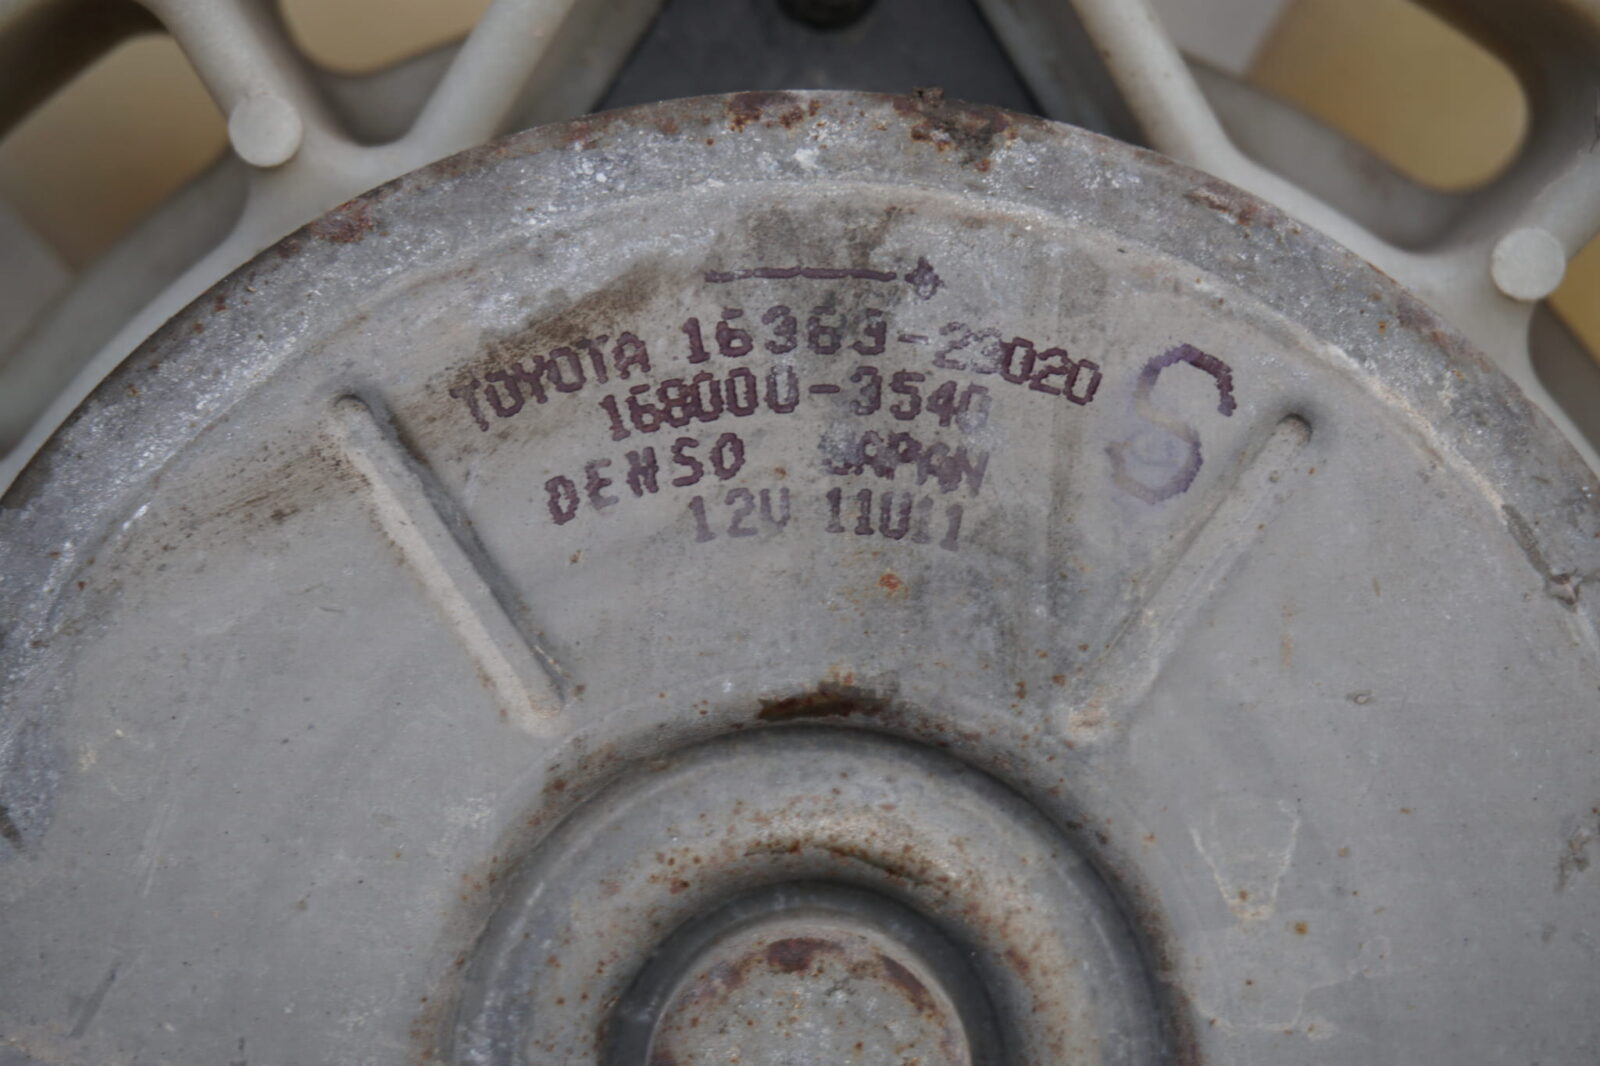 TOYOTA 16363-23020
168000-3540
DENSO JAPAN
12V 11U11